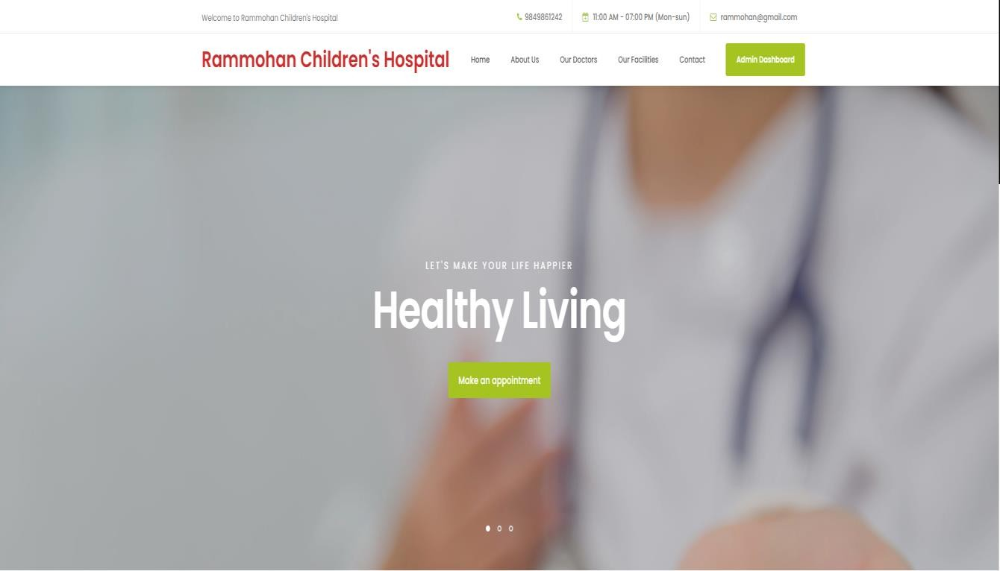 Welcome to Rammohan Children's Hospital
9849861242
11:00 AM - 07:00 PM (Mon-sun)
rammohan@gmail.com
Rammohan Children's Hospital
Home
About Us
Our Doctors
Our Facilities
Contact
Admin Dashboard
LET'S MAKE YOUR LIFE HAPPIER
Healthy Living
Make an appointment